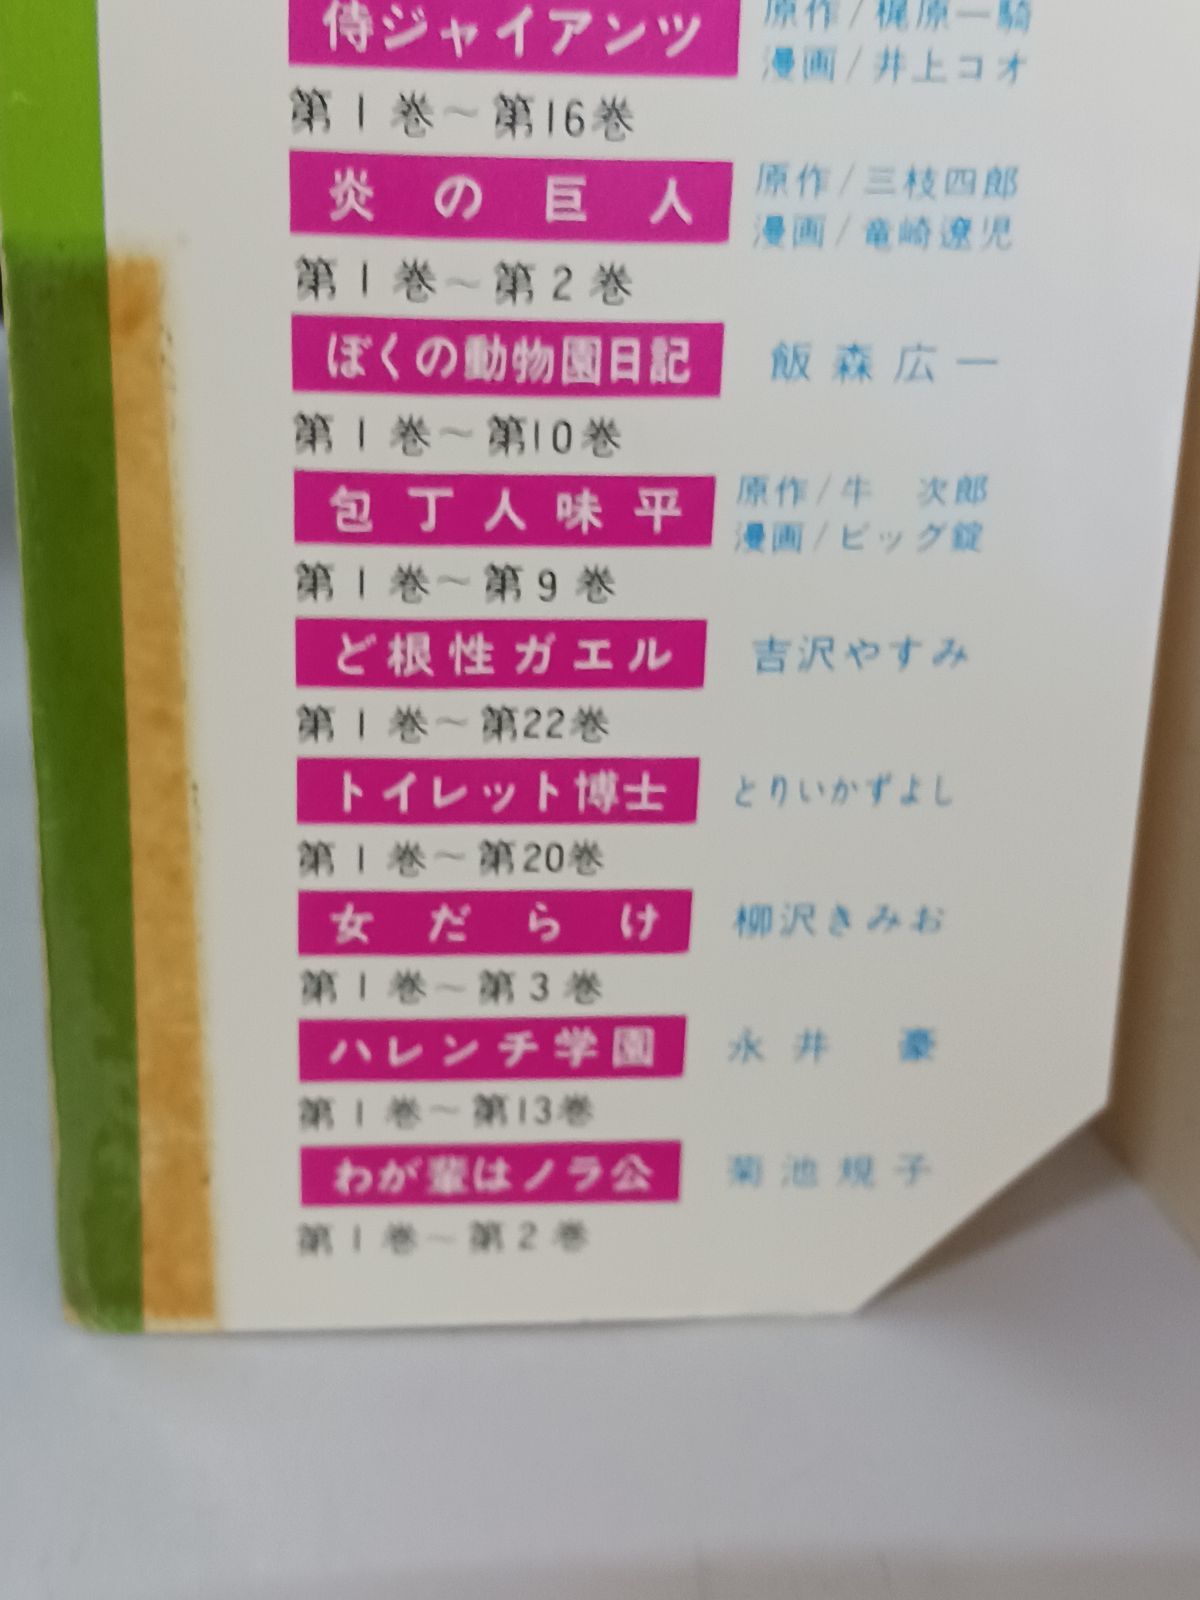 侍ジャイアンツ
原作/梶原一騎
漫画/井上コオ
第1巻〜第16巻
炎の巨人
原作/三枝四郎
漫画/竜崎遼児
第1巻〜第2巻
ぼくの動物園日記
飯森広一
第1巻〜第10巻
包丁人味平
原作/牛 次郎
漫画/ビッグ錠
第1巻〜第9巻
ど根性ガエル
吉沢やすみ
第1巻〜第22巻
トイレット博士
とりいかずよし
第1巻〜第20巻
女だらけ
柳沢きみお
第1巻〜第3巻
ハレンチ学園
永井 豪
第1巻〜第13巻
わが輩はノラ公
菊池規子
第1巻〜第2巻